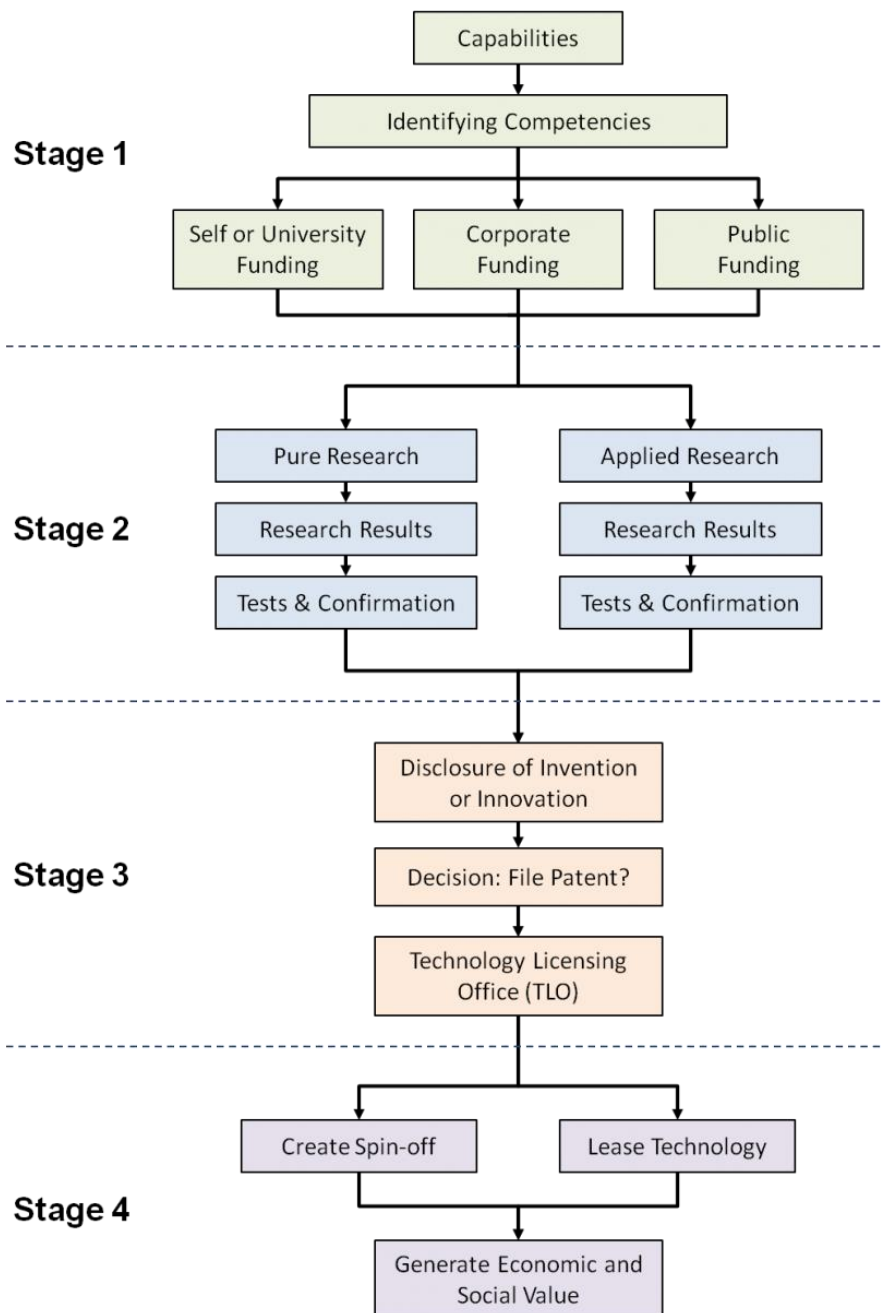 Capabilities
Identifying Competencies
Stage 1
Self or University
Funding
Corporate
Funding
Public
Funding
Pure Research
Applied Research
Research Results
Research Results
Stage 2
Tests & Confirmation
Tests & Confirmation
Disclosure of Invention
or Innovation
Stage 3
Decision: File Patent?
Technology Licensing
Office (TLO)
Create Spin-off
Lease Technology
Stage 4
Generate Economic and
Social Value